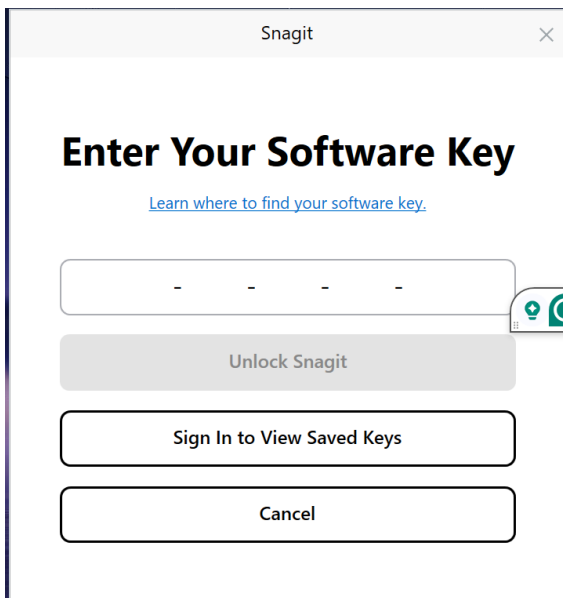 Snagit
Enter Your Software Key
Learn where to find your software key.
- - - -
Unlock Snagit
Sign In to View Saved Keys
Cancel